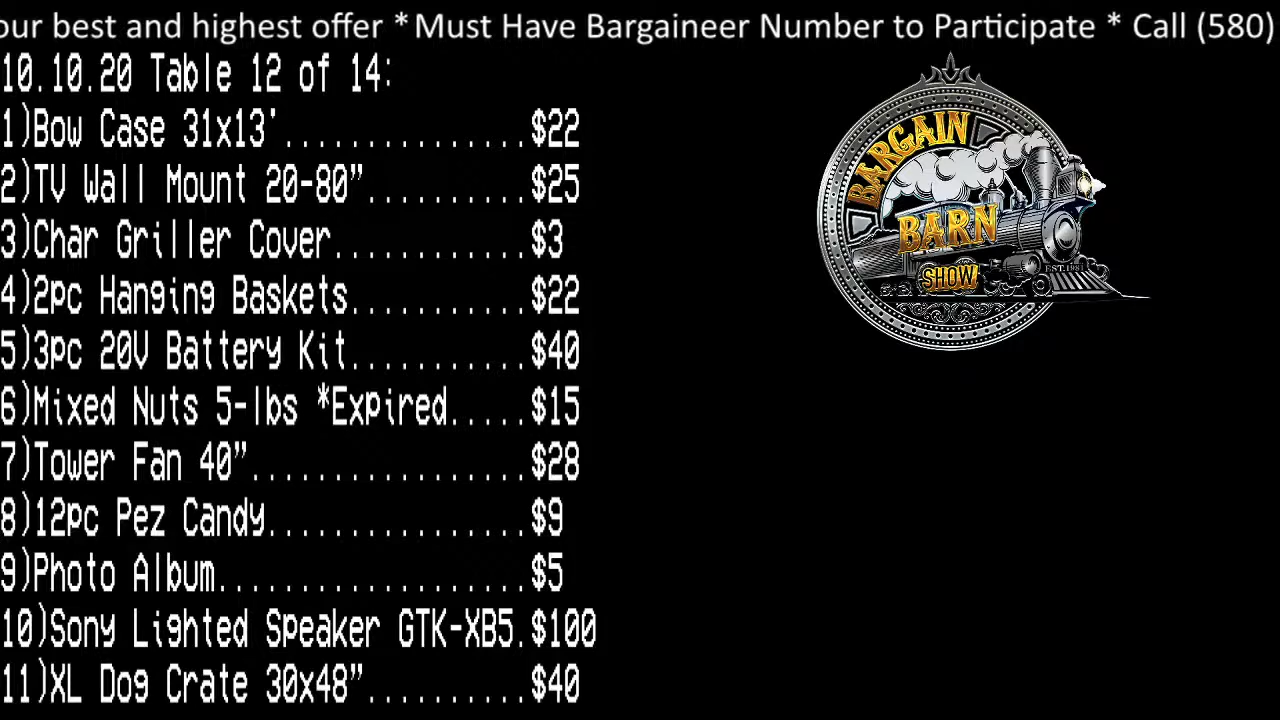 our best and highest offer * Must Have Bargaineer Number to Participate * Call (580)
10.10.20 Table 12 of 14:
1)Bow Case 31x13'...............$22
2)TV Wall Mount 20-80”..........$25
3)Char Griller Cover............$3
4)2pc Hanging Baskets...........$22
5)3pc 20V Battery Kit...........$40
6)Mixed Nuts 5-lbs *Expired.....$15
7)Tower Fan 40”.................$28
8)12pc Pez Candy................$9
9)Photo Album...................$5
10)Sony Lighted Speaker GTK-XB5.$100
11)XL Dog Crate 30x48”..........$40
BARGAIN
BARN
SHOW